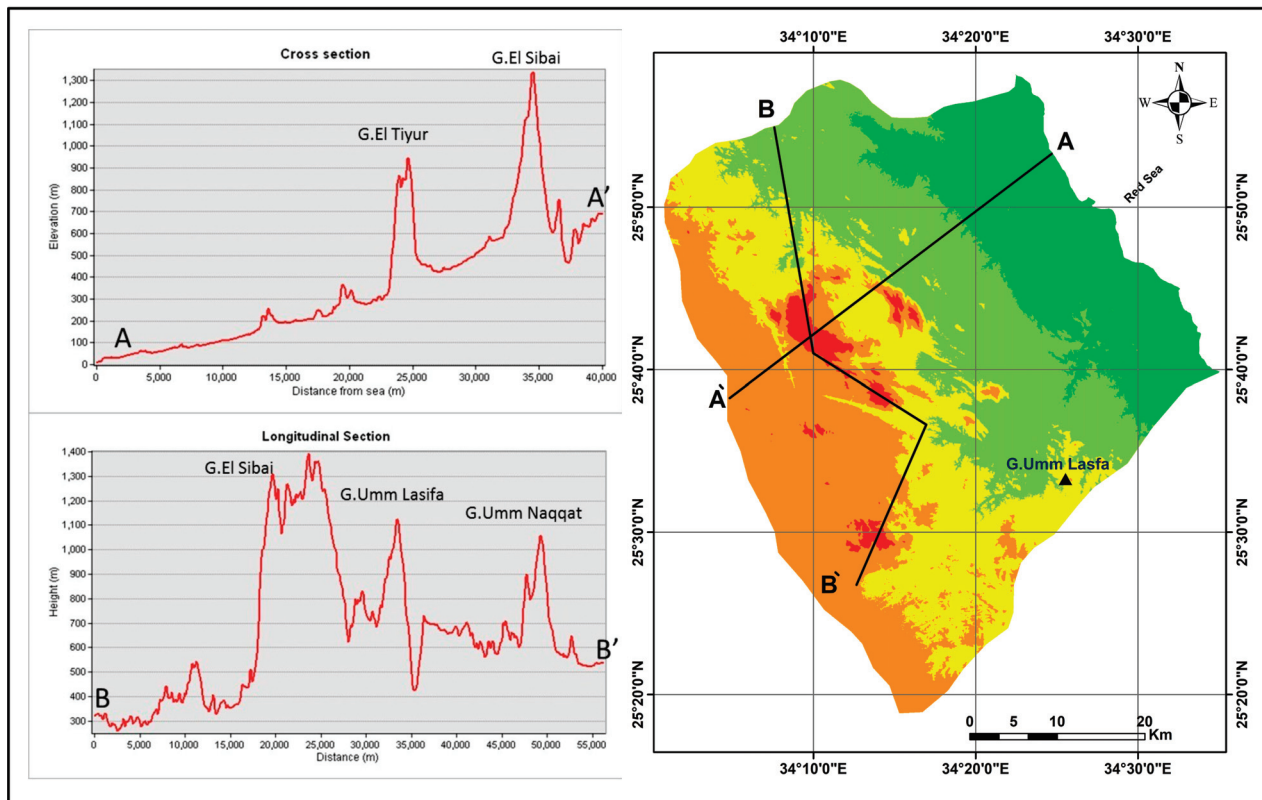 Cross section
G.El Sibai
G.El Tiyur
A'
A
Elevation (m)
1,300
1,200
1,100
1,000
900
800
700
600
500
400
300
200
100
0
0 5,000 10,000 15,000 20,000 25,000 30,000 35,000 40,000
Distance from sea (m)
Longitudinal Section
G.El Sibai
G.Umm Lasifa
G.Umm Naqqat
B
B’
Height (m)
1,400
1,300
1,200
1,100
1,000
900
800
700
600
500
400
300
0 5,000 10,000 15,000 20,000 25,000 30,000 35,000 40,000 45,000 50,000 55,000
Distance (m)
34°10'0"E 34°20'0"E 34°30'0"E
N
W E
S
B
A
Red Sea
25°50'0"N 25°50'0"N
25°40'0"N 25°40'0"N
A`
G.Umm Lasfa
25°30'0"N 25°30'0"N
B`
25°20'0"N 25°20'0"N
0 5 10 20
Km
34°10'0"E 34°20'0"E 34°30'0"E